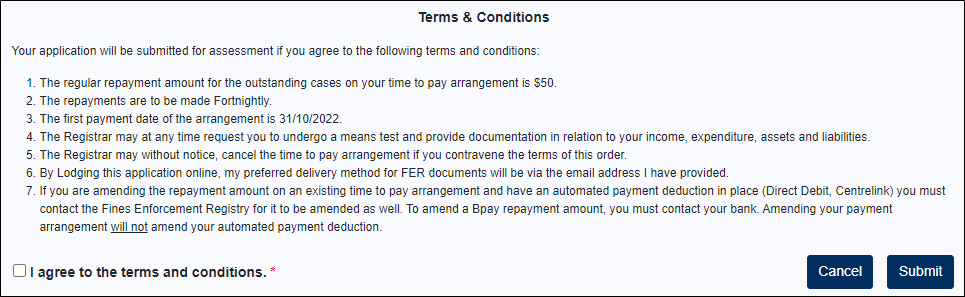 Terms & Conditions
Your application will be submitted for assessment if you agree to the following terms and conditions:
1. The regular repayment amount for the outstanding cases on your time to pay arrangement is $50.
2. The repayments are to be made Fortnightly.
3. The first payment date of the arrangement is 31/10/2022.
4. The Registrar may at any time request you to undergo a means test and provide documentation in relation to your income, expenditure, assets and liabilities.
5. The Registrar may without notice, cancel the time to pay arrangement if you contravene the terms of this order.
6. By Lodging this application online, my preferred delivery method for FER documents will be via the email address I have provided.
7. If you are amending the repayment amount on an existing time to pay arrangement and have an automated payment deduction in place (Direct Debit, Centrelink) you must
contact the Fines Enforcement Registry for it to be amended as well. To amend a Bpay repayment amount, you must contact your bank. Amending your payment
arrangement will not amend your automated payment deduction.
I agree to the terms and conditions. *
Cancel
Submit